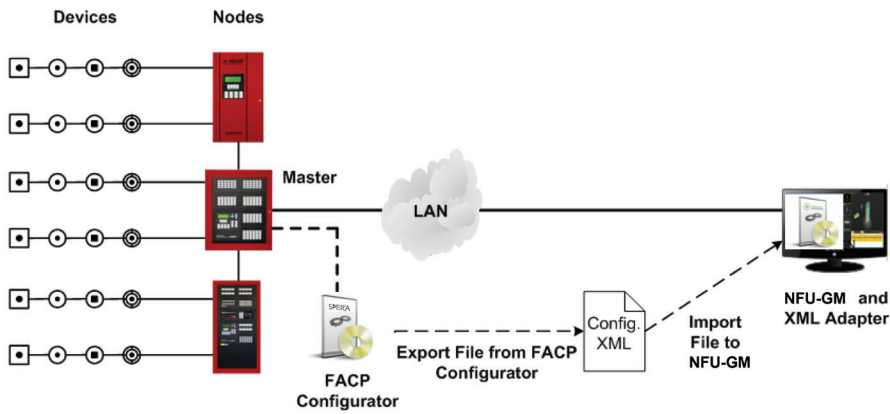 Devices
Nodes
Master
LAN
SPERA
FACP
Configurator
Export File from FACP
Configurator
Config.
XML
Import
File to
NFU-GM
NFU-GM and
XML Adapter